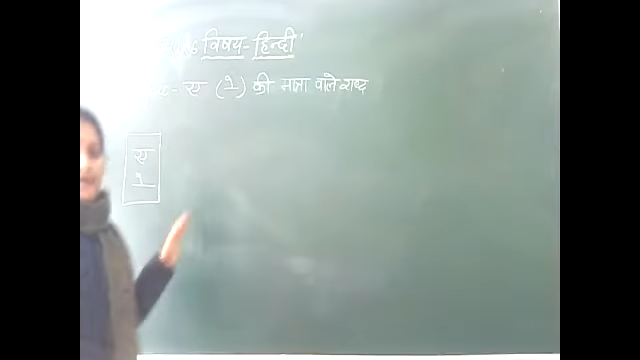 विषय- हिन्दी
ए (े) की मात्रा वाले शब्द
ए
े